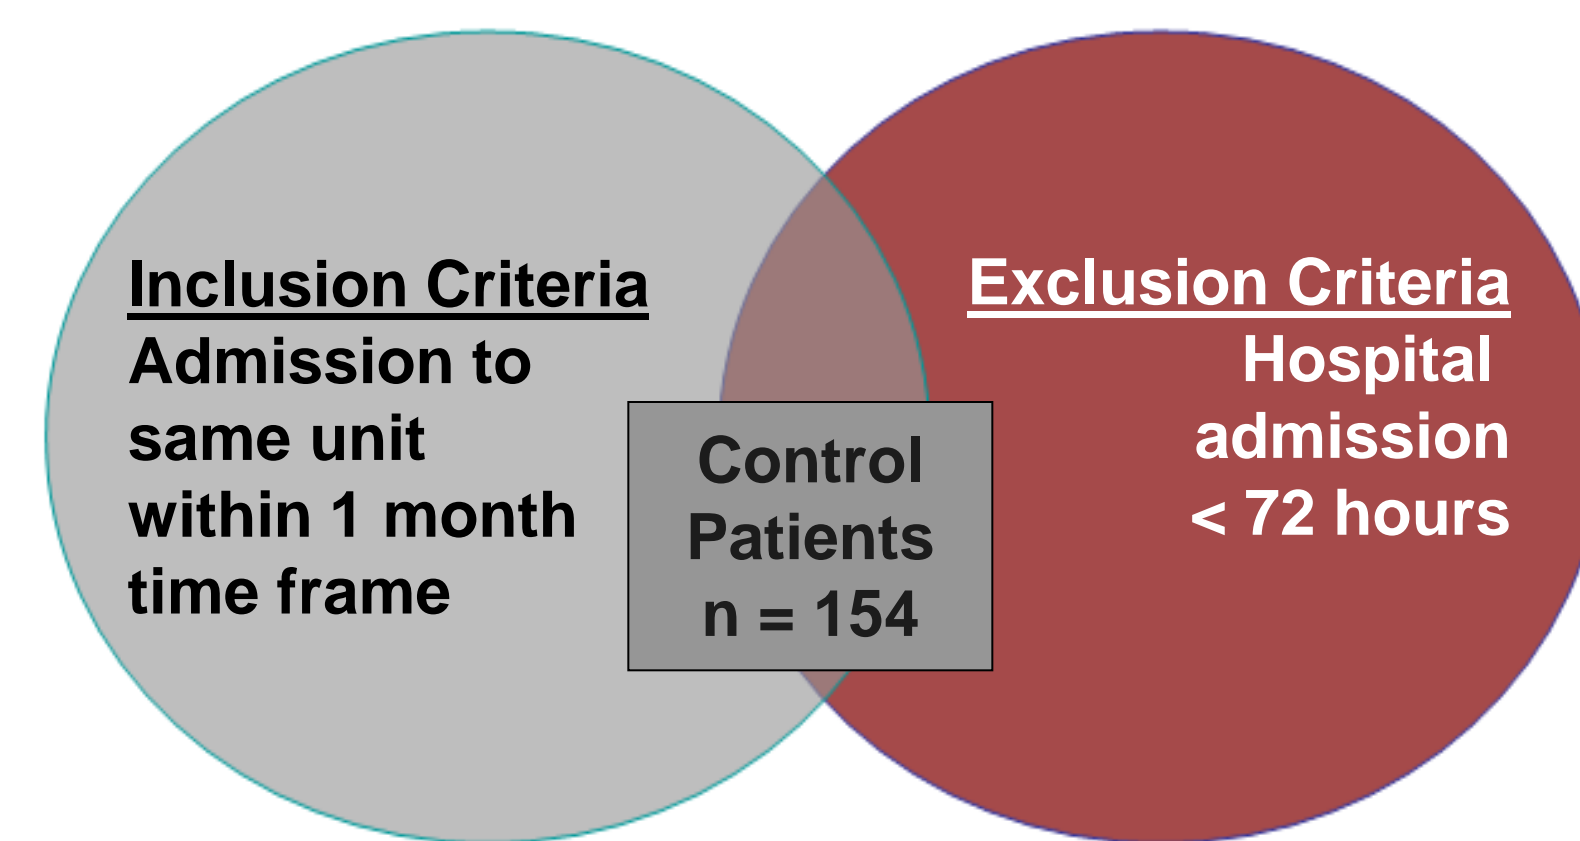 Inclusion Criteria
Admission to
same unit
within 1 month
time frame
Control
Patients
n = 154
Exclusion Criteria
Hospital
admission
< 72 hours